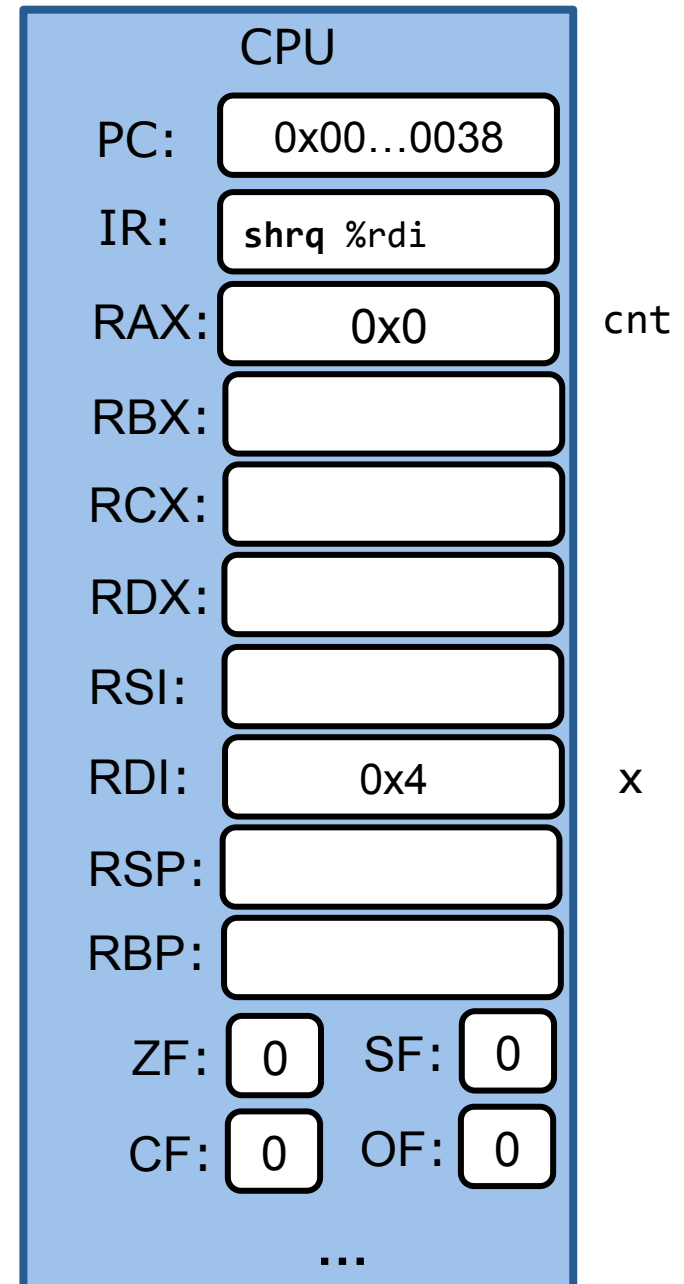 CPU
PC: 0x00...0038
IR: shrq %rdi
RAX: 0x0 cnt
RBX:
RCX:
RDX:
RSI:
RDI: 0x4 x
RSP:
RBP:
ZF: 0 SF: 0
CF: 0 OF: 0
...